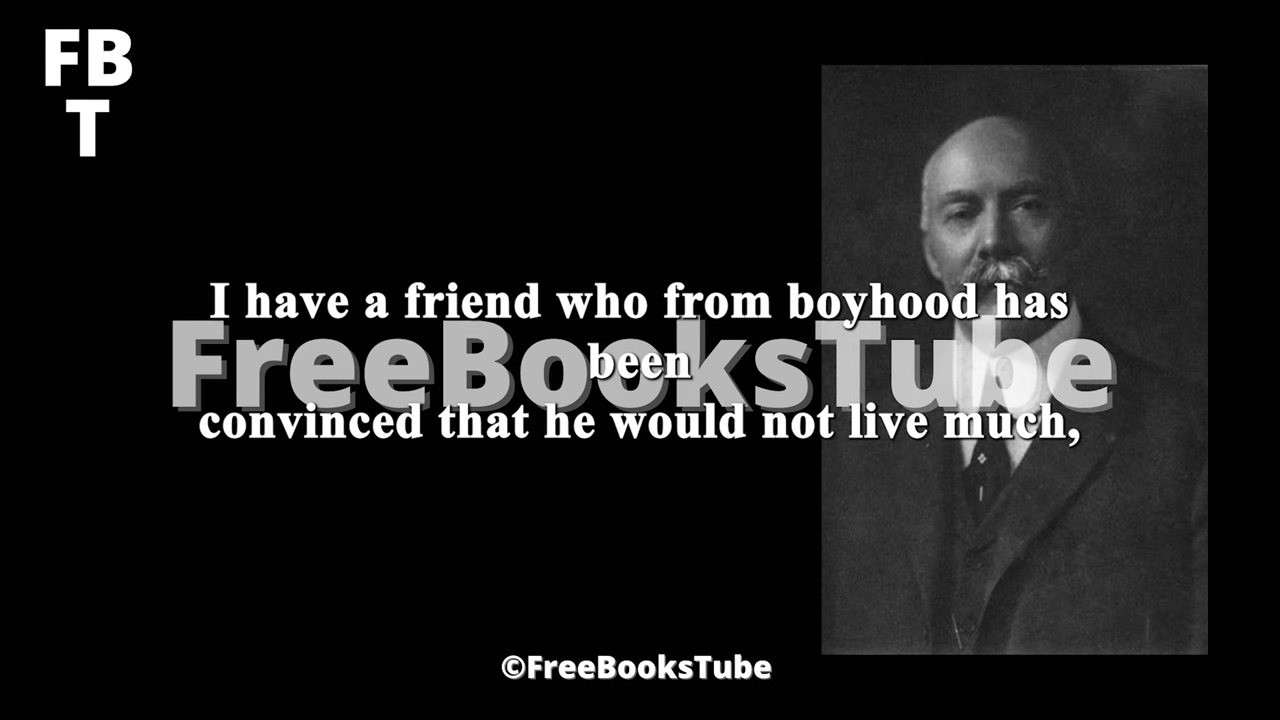 FB
T
I have a friend who from boyhood has
been
FreeBooksTube
convinced that he would not live much,
©FreeBooksTube